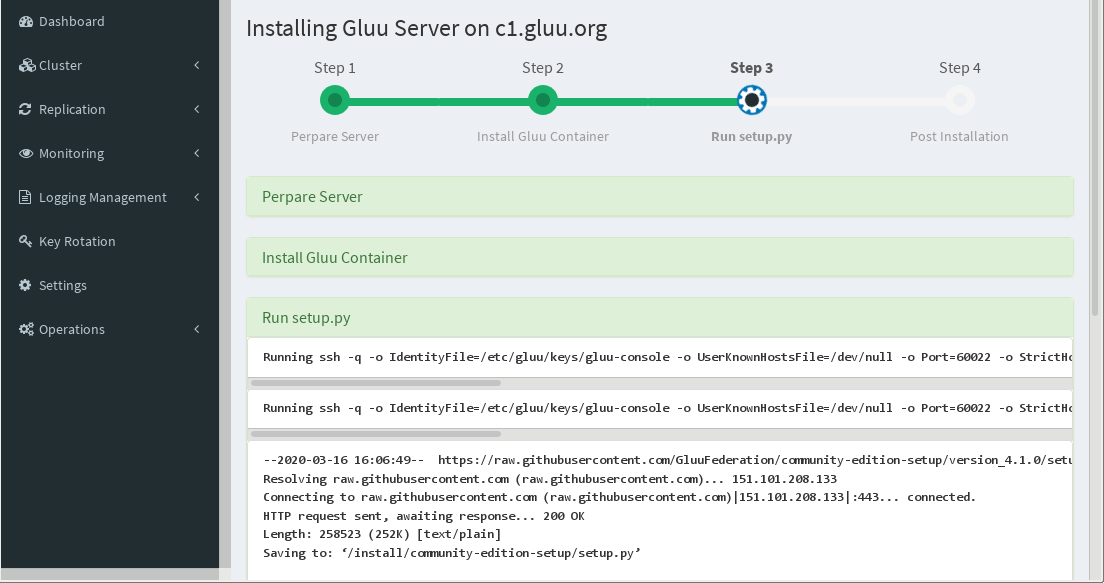 Dashboard
Cluster
Replication
Monitoring
Logging Management
Key Rotation
Settings
Operations
Installing Gluu Server on c1.gluu.org
Step 1
Step 2
Step 3
Step 4
Perpare Server
Install Gluu Container
Run setup.py
Post Installation
Perpare Server
Install Gluu Container
Run setup.py
Running ssh -q -o IdentityFile=/etc/gluu/keys/gluu-console -o UserKnownHostsFile=/dev/null -o Port=60022 -o StrictHo
Running ssh -q -o IdentityFile=/etc/gluu/keys/gluu-console -o UserKnownHostsFile=/dev/null -o Port=60022 -o StrictHo
--2020-03-16 16:06:49-- https://raw.githubusercontent.com/GluuFederation/community-edition-setup/version_4.1.0/setu
Resolving raw.githubusercontent.com (raw.githubusercontent.com)... 151.101.208.133
Connecting to raw.githubusercontent.com (raw.githubusercontent.com)|151.101.208.133|:443... connected.
HTTP request sent, awaiting response... 200 OK
Length: 258523 (252K) [text/plain]
Saving to: ‘/install/community-edition-setup/setup.py’